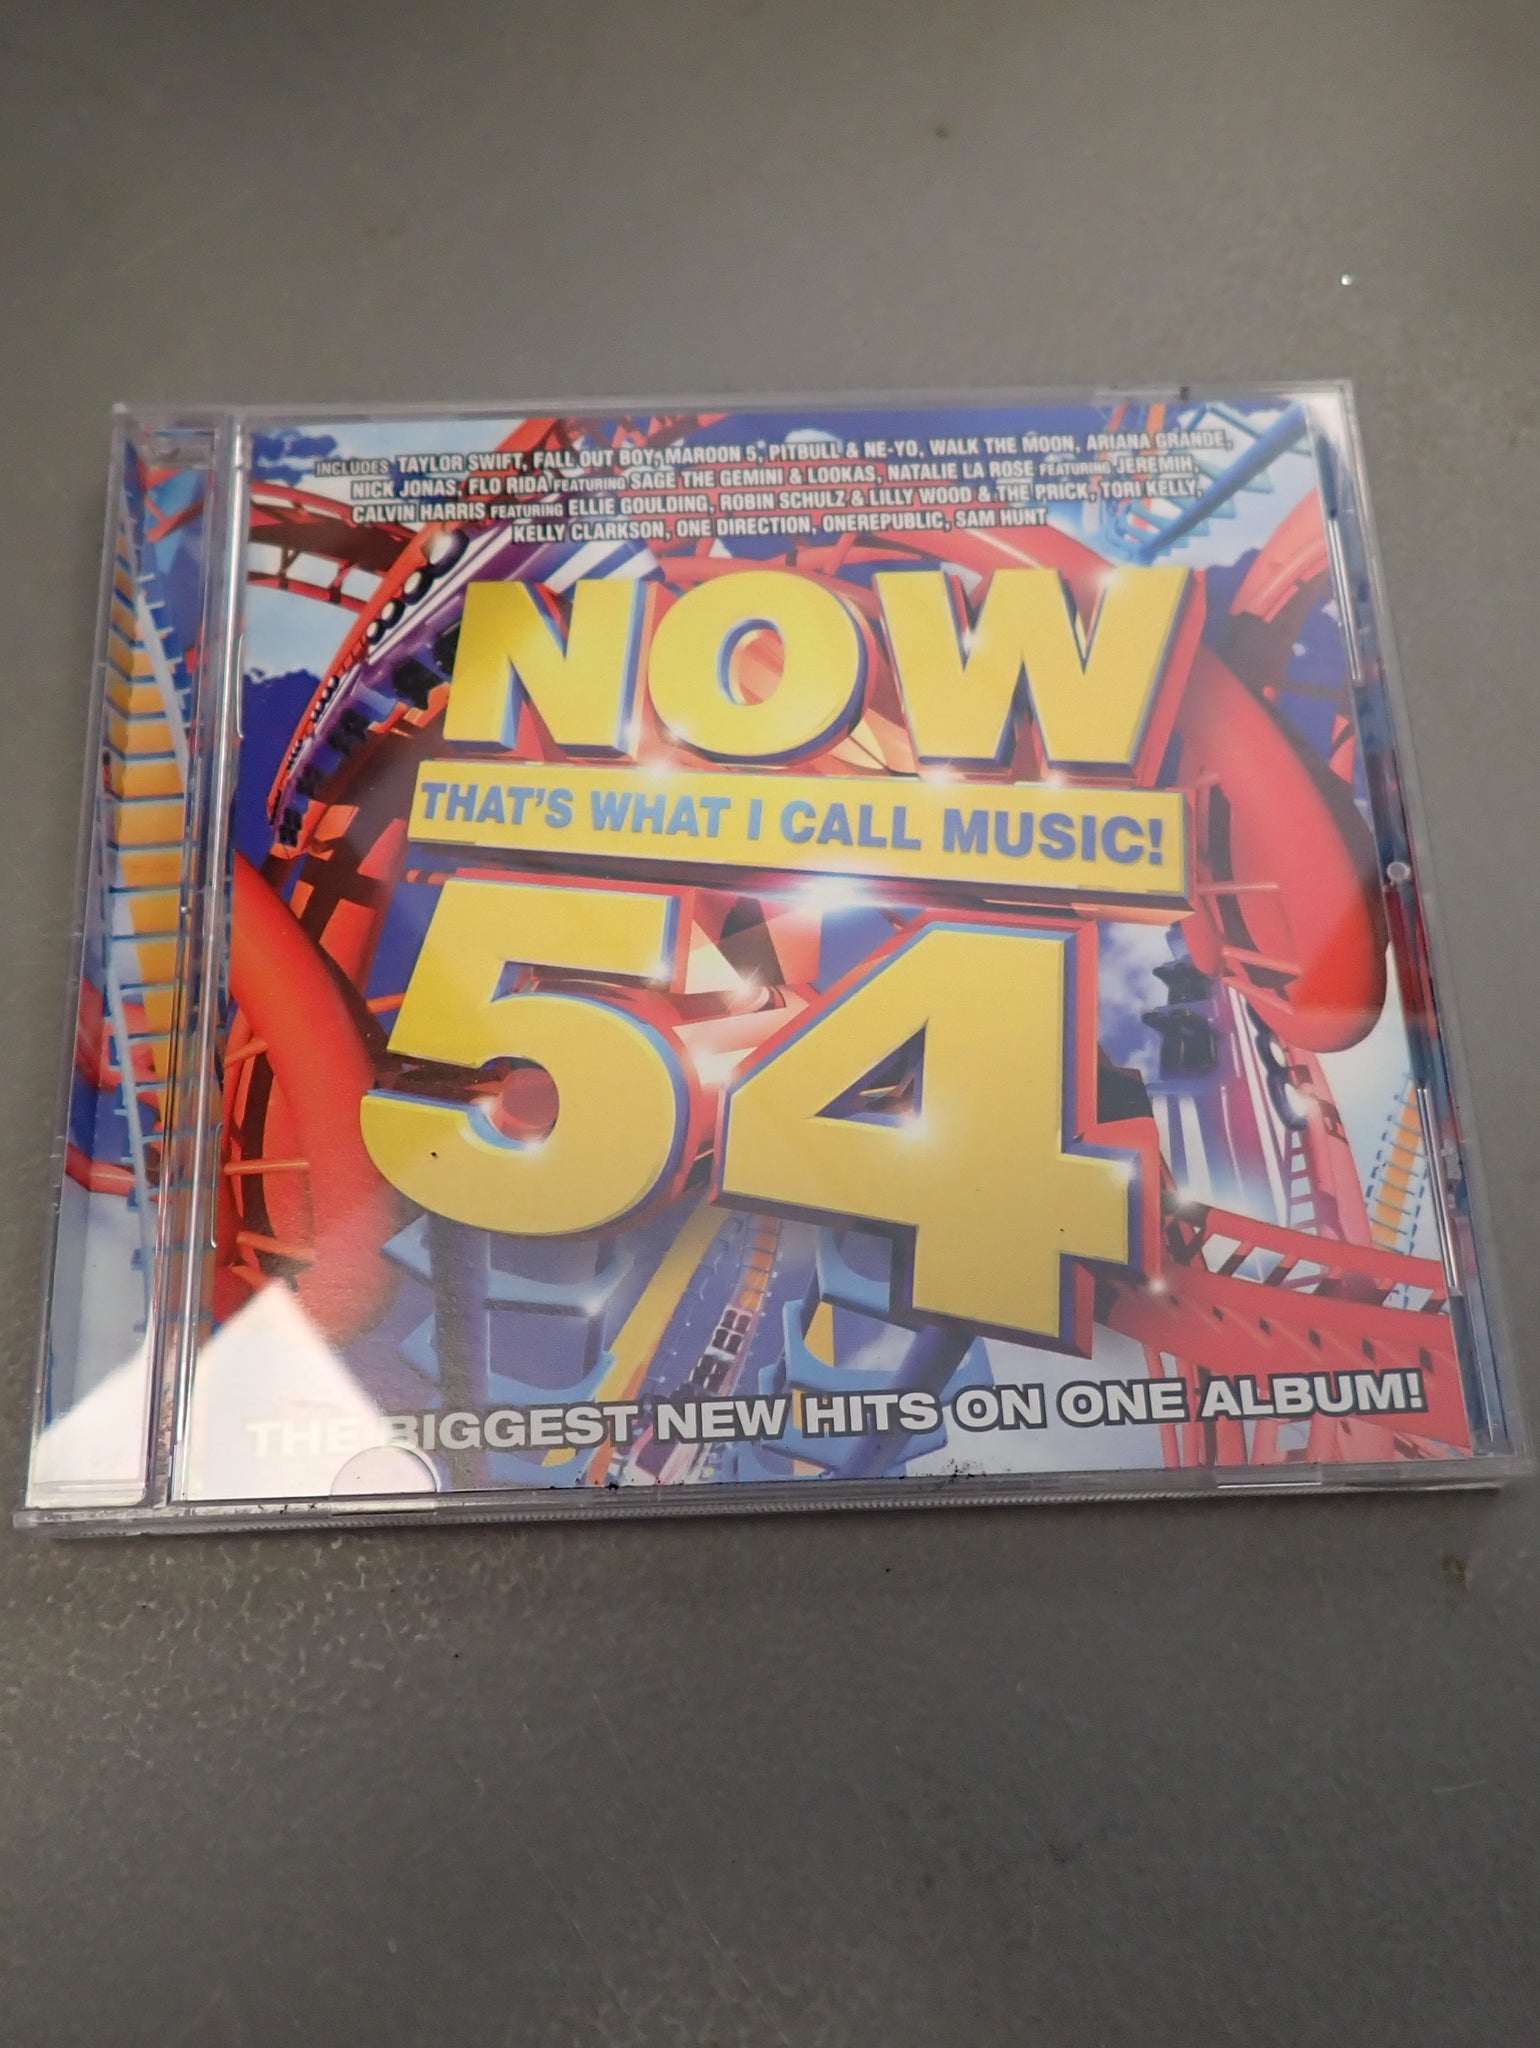 INCLUDES TAYLOR SWIFT, FALL OUT BOY, MAROON 5, PITBULL & NE-YO, WALK THE MOON, ARIANA GRANDE,
NICK JONAS, FLO RIDA FEATURING SAGE THE GEMINI & LOOKAS, NATALIE LA ROSE FEATURING JEREMIH,
CALVIN HARRIS FEATURING ELLIE GOULDING, ROBIN SCHULZ & LILLY WOOD & THE PRICK, TORI KELLY,
KELLY CLARKSON, ONE DIRECTION, ONEREPUBLIC, SAM HUNT
NOW
THAT'S WHAT I CALL MUSIC!
54
THE BIGGEST NEW HITS ON ONE ALBUM!